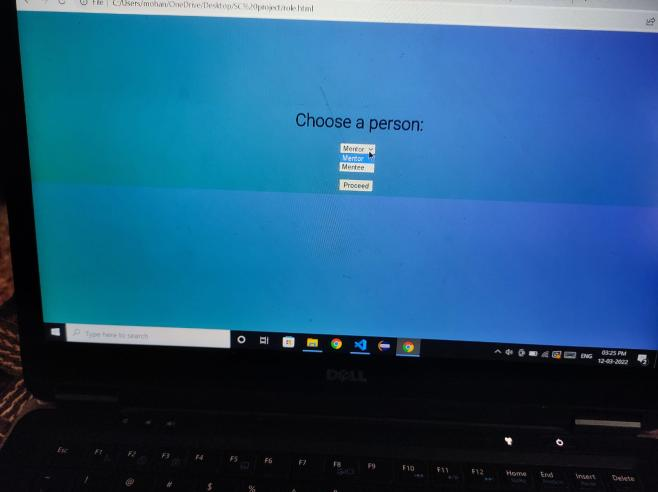 File | C:/Users/mohan/OneDrive/Desktop/SC%20project/role.html
Choose a person:
Mentor
Mentor
Mentee
Proceed
Type here to search
ENG
03:25 PM
12-03-2022
2
DELL
Esc F1 F2 F3 F4 F5 F6 F7 F8 F9 F10 F11 F12 Home End Insert Delete
~ ! @ # $ %